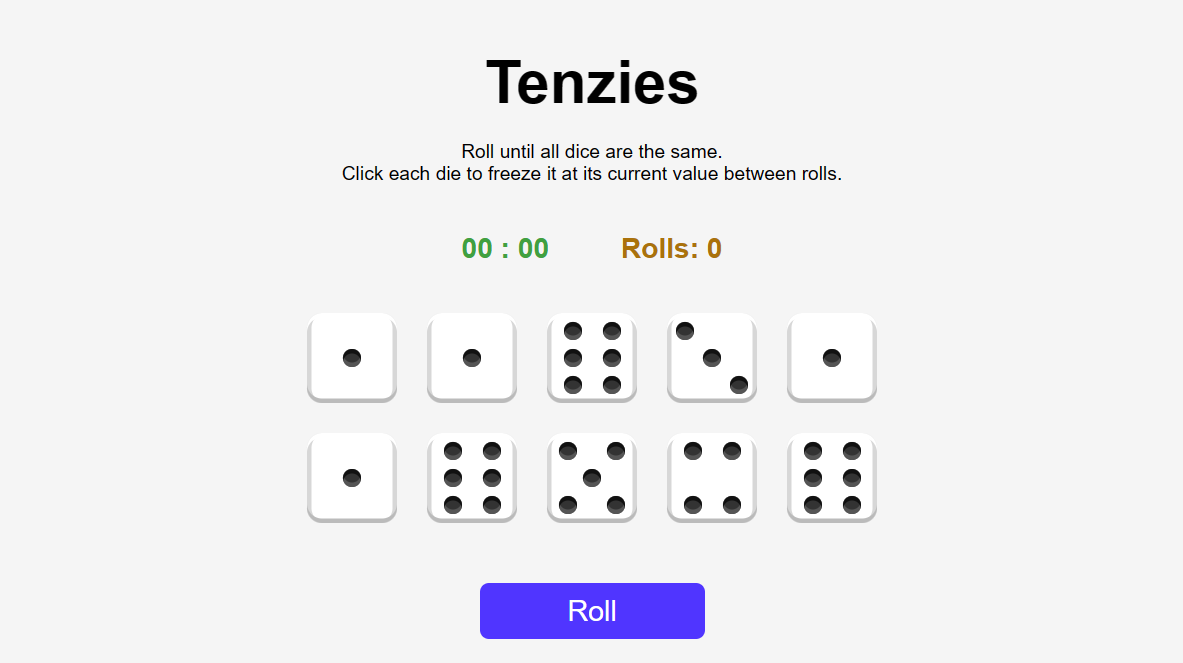 Tenzies
Roll until all dice are the same.
Click each die to freeze it at its current value between rolls.
00 : 00
Rolls: 0
Roll